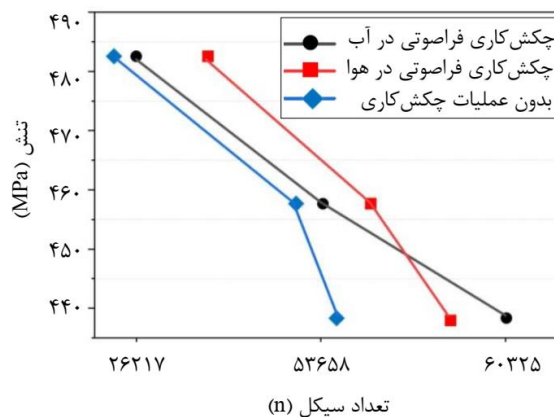 ۴۹۰
۴۸۰
۴۷۰
۴۶۰
۴۵۰
۴۴۰
تنش (MPa)
چکش‌کاری فراصوتی در آب
چکش‌کاری فراصوتی در هوا
بدون عملیات چکش‌کاری
۲۶۲۱۷
۵۳۶۵۸
۶۰۳۲۵
تعداد سیکل (n)